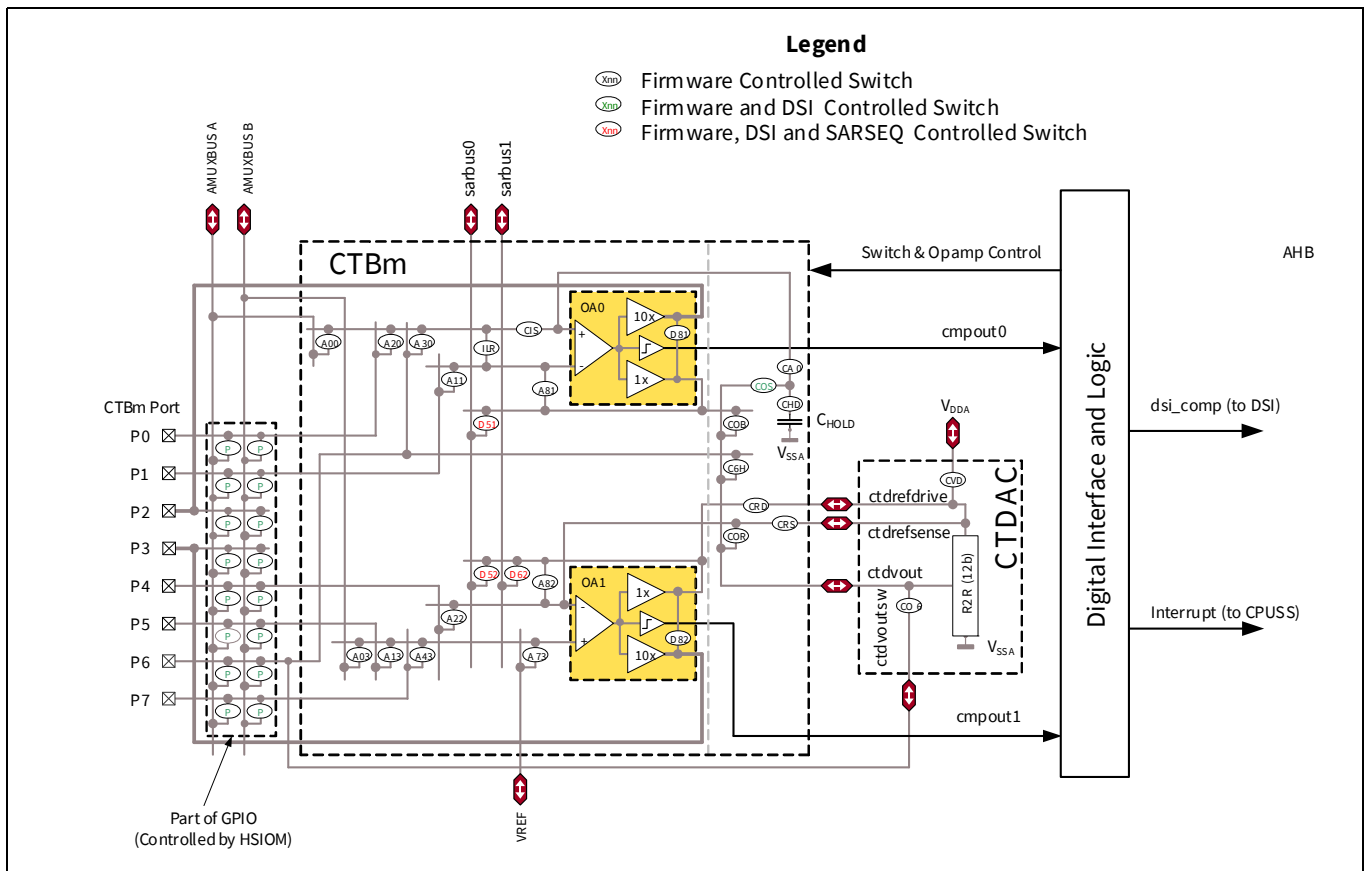 Legend
Xnn Firmware Controlled Switch
Xnn Firmware and DSI Controlled Switch
Xnn Firmware, DSI and SARSEQ Controlled Switch
AMUXBUS A
AMUXBUS B
sarbus0
sarbus1
CTBm
Switch & Opamp Control
AHB
OA0
+
-
10x
1x
D81
cmpout0
A00
A20
A30
ILR
CIS
A11
A81
D51
CA0
COS
CHD
CHOLD
VSSA
COB
C6H
CTBm Port
P0
P1
P2
P3
P4
P5
P6
P7
P P
P P
P P
P P
P P
P P
P P
P P
VDDA
CVD
CTDAC
CRD
ctdrefdrive
CRS
ctdrefsense
COR
R2R (12b)
ctdvout
CO6
ctdvoutsw
VSSA
D52
D62
A82
OA1
-
+
1x
10x
D82
A22
A03
A13
A43
A73
cmpout1
VREF
Digital Interface and Logic
dsi_comp (to DSI)
Interrupt (to CPUSS)
Part of GPIO
(Controlled by HSIOM)